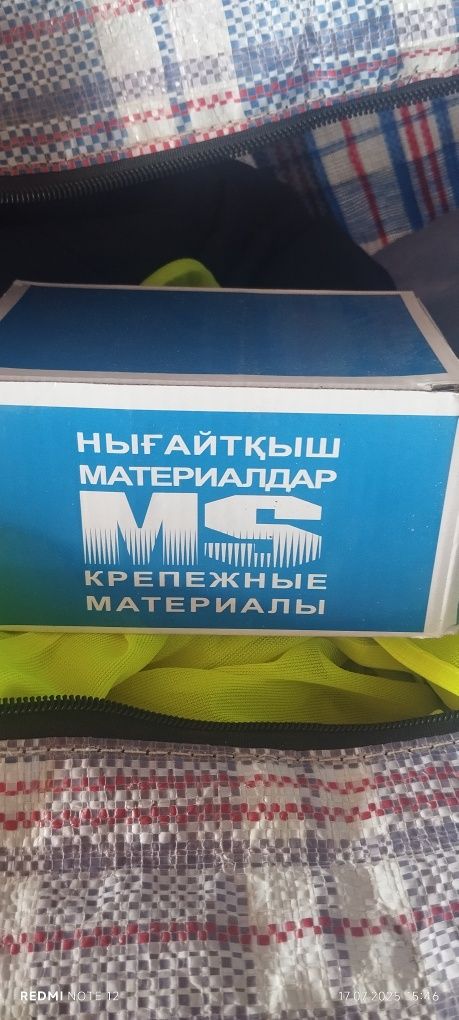 НЫҒАЙТҚЫШ
МАТЕРИАЛДАР
MS
КРЕПЕЖНЫЕ
МАТЕРИАЛЫ
REDMI NOTE 12
17.07.2025 15:46